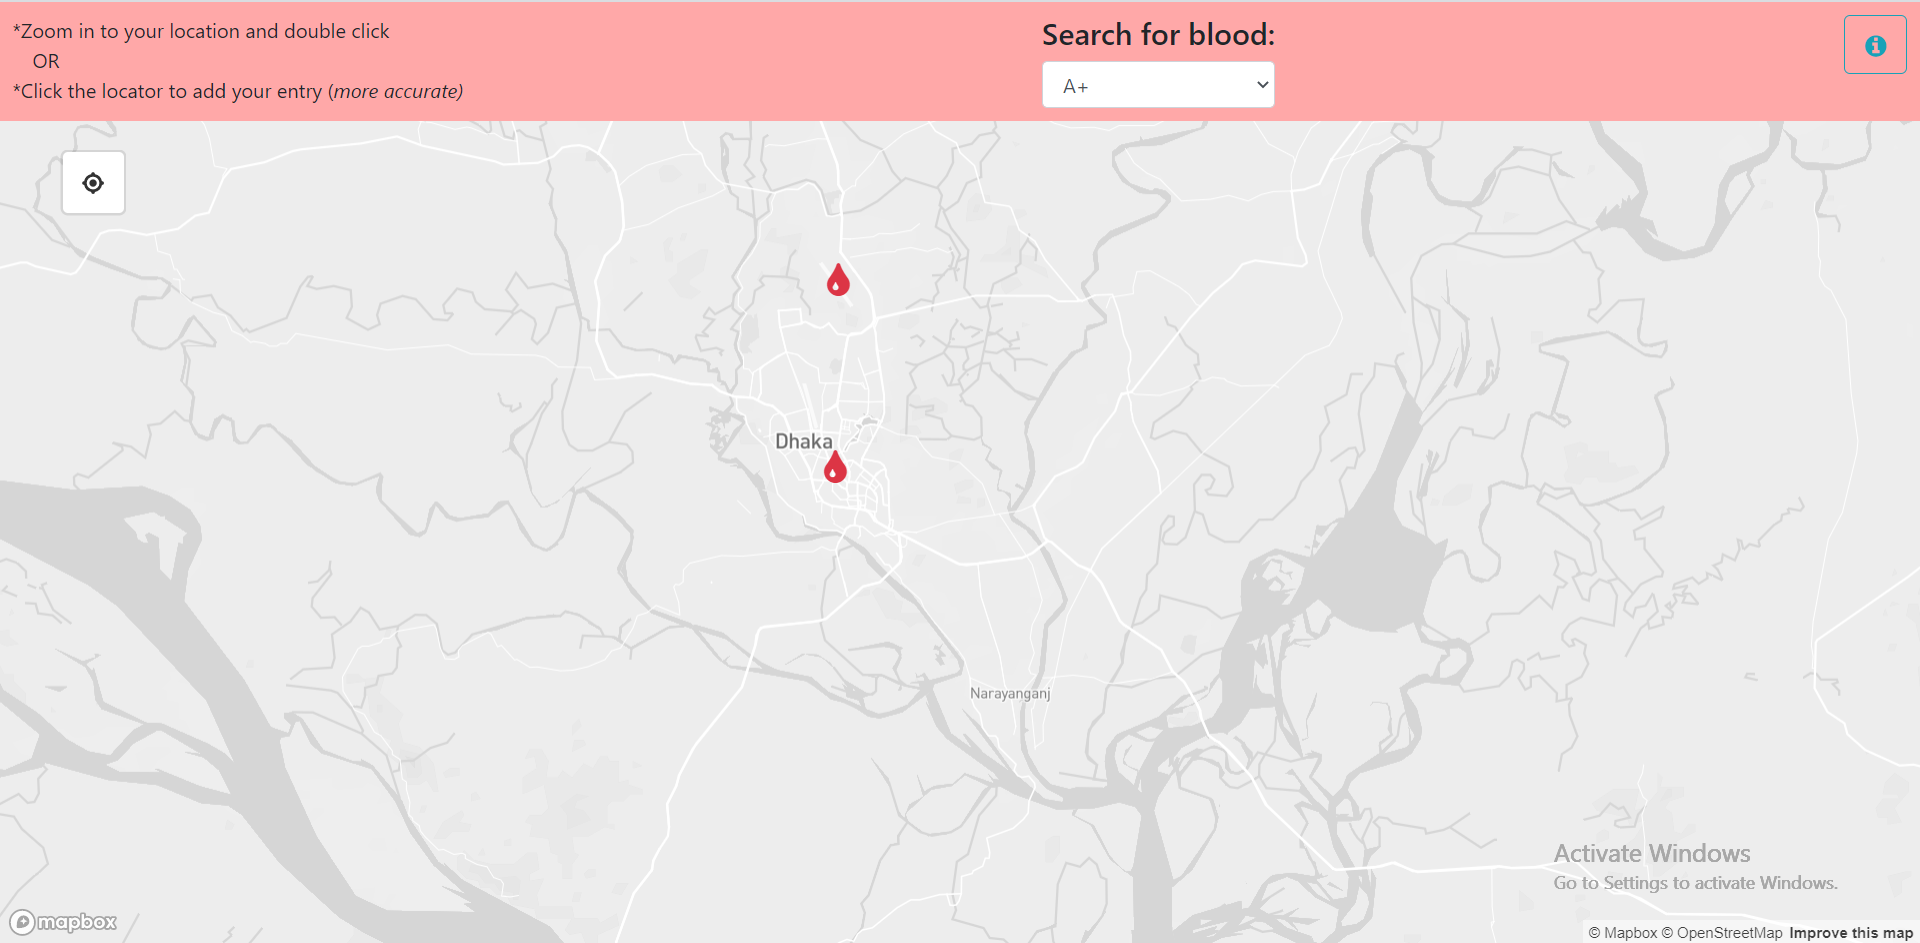 *Zoom in to your location and double click
OR
*Click the locator to add your entry (more accurate)
Search for blood:
A+
Dhaka
Narayanganj
Activate Windows
Go to Settings to activate Windows.
mapbox
© Mapbox © OpenStreetMap Improve this map